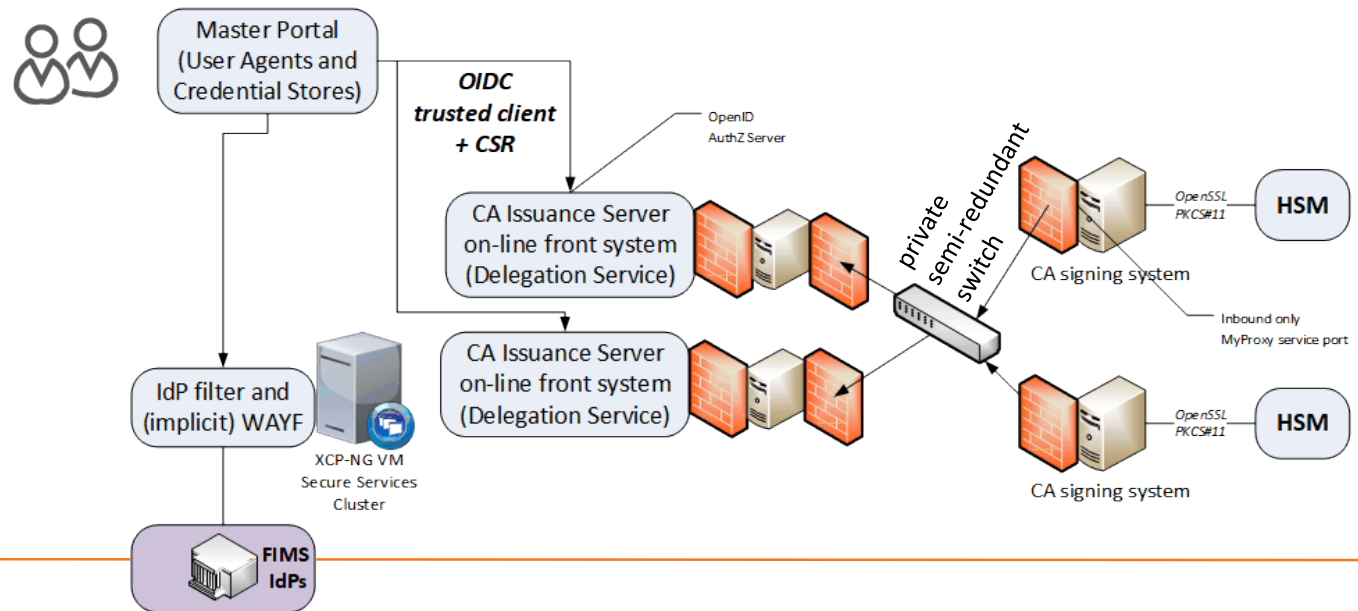 Master Portal
(User Agents and
Credential Stores)
OIDC
trusted client
+ CSR
OpenID
AuthZ Server
CA Issuance Server
on-line front system
(Delegation Service)
private
semi-redundant
switch
OpenSSL
PKCS#11
HSM
CA signing system
Inbound only
MyProxy service port
CA Issuance Server
on-line front system
(Delegation Service)
IdP filter and
(implicit) WAYF
XCP-NG VM
Secure Services
Cluster
OpenSSL
PKCS#11
HSM
CA signing system
FIMS
IdPs